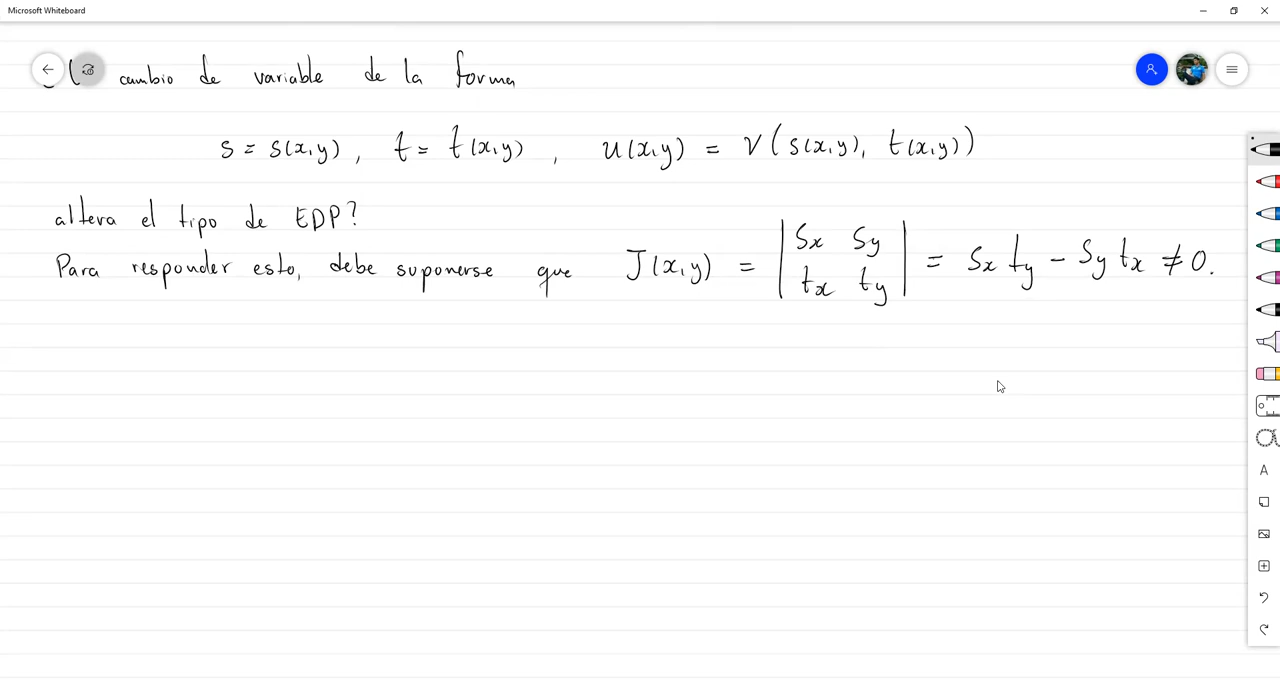 Microsoft Whiteboard
cambio de variable de la forma
s = s(x,y), t = t(x,y), u(x,y) = v(s(x,y), t(x,y))
altera el tipo de EDP?
Para responder esto, debe suponerse que J(x,y) = | Sx Sy | = Sx ty - Sy tx ≠ 0.
| tx ty |
A